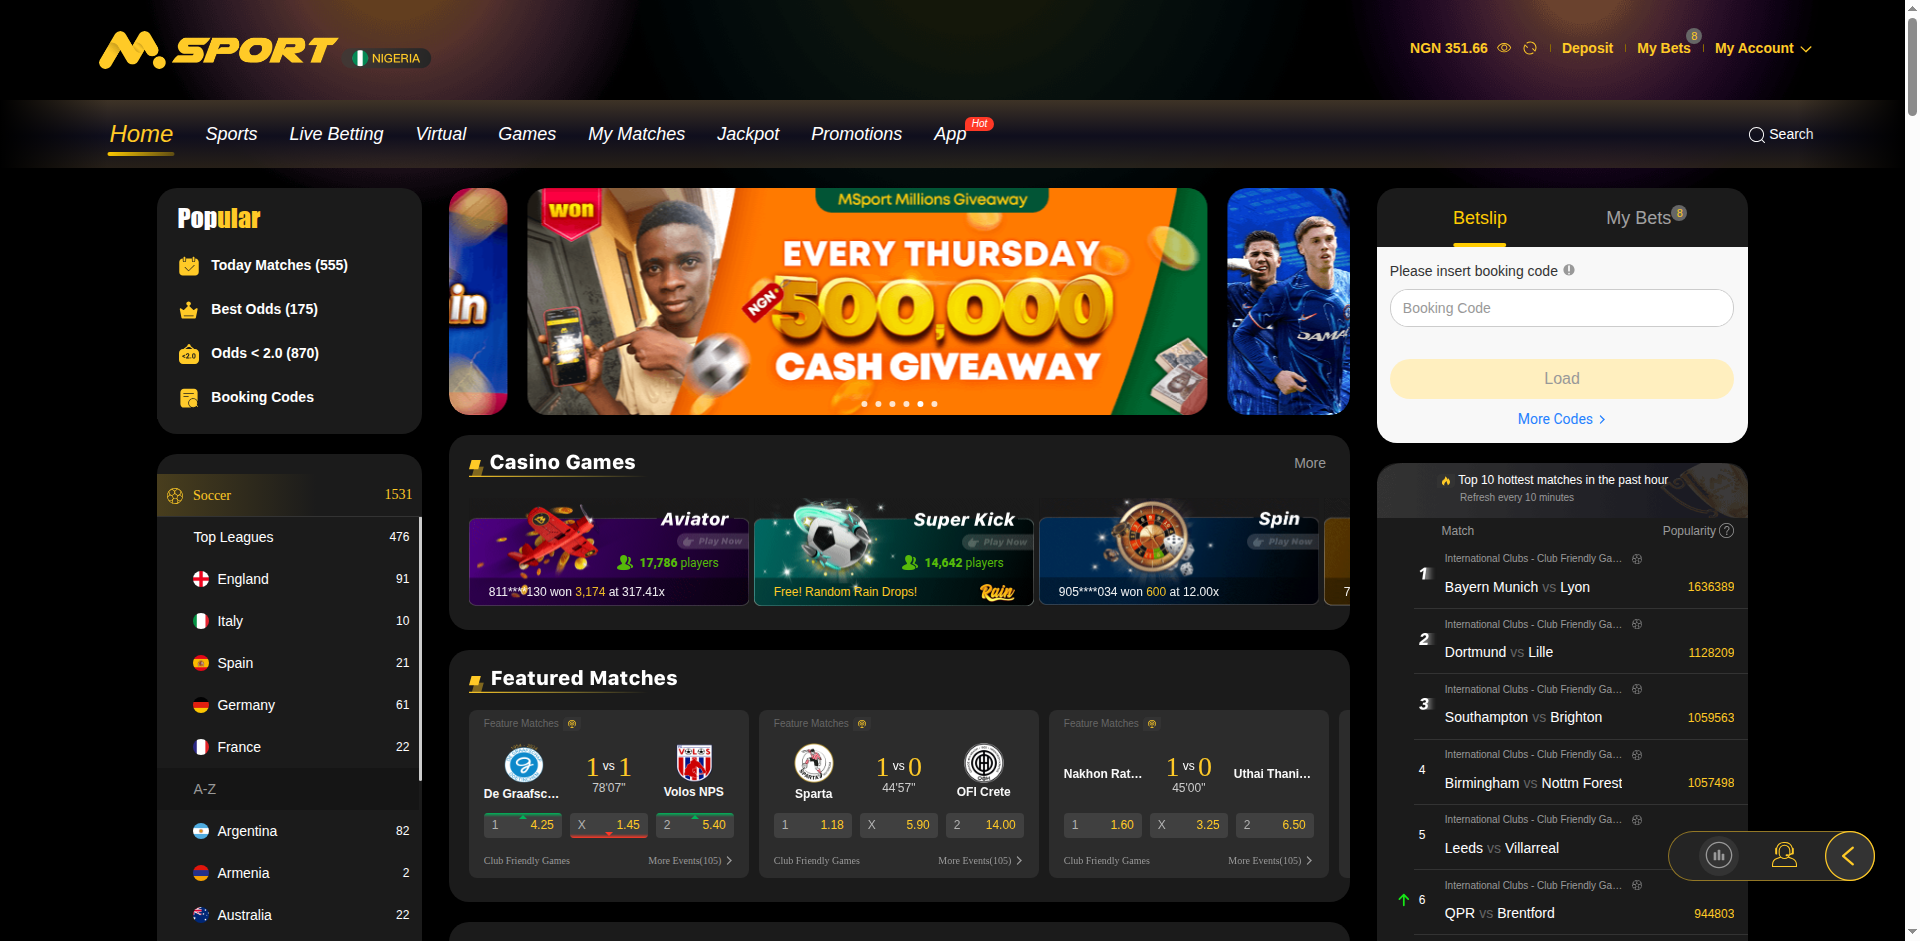 M.SPORT
NIGERIA
NGN 351.66
Deposit
My Bets
8
My Account
Home
Sports
Live Betting
Virtual
Games
My Matches
Jackpot
Promotions
App
Hot
Search
Popular
Today Matches (555)
Best Odds (175)
<2.0
Odds < 2.0 (870)
Booking Codes
Soccer
1531
Top Leagues
476
England
91
Italy
10
Spain
21
Germany
61
France
22
A-Z
Argentina
82
Armenia
2
Australia
22
in
won
MSport Millions Giveaway
EVERY THURSDAY
NGN
500,000
CASH GIVEAWAY
Casino Games
More
Aviator
Play Now
17,786 players
811****130 won 3,174 at 317.41x
Super Kick
Play Now
14,642 players
Free! Random Rain Drops!
Rain
Spin
Play Now
905****034 won 600 at 12.00x
7
Featured Matches
Feature Matches
1 vs 1
78'07"
De Graafsc...
VOLOS
Volos NPS
1 4.25
X 1.45
2 5.40
Club Friendly Games
More Events(105)
Feature Matches
SPARTA
1 vs 0
44'57"
Sparta
OFI Crete
1 1.18
X 5.90
2 14.00
Club Friendly Games
More Events(105)
Feature Matches
Nakhon Rat...
1 vs 0
45'00"
Uthai Thani...
1 1.60
X 3.25
2 6.50
Club Friendly Games
More Events(105)
Betslip
My Bets
8
Please insert booking code
Booking Code
Load
More Codes
Top 10 hottest matches in the past hour
Refresh every 10 minutes
Match
Popularity ?
International Clubs - Club Friendly Ga...
1
Bayern Munich vs Lyon
1636389
International Clubs - Club Friendly Ga...
2
Dortmund vs Lille
1128209
International Clubs - Club Friendly Ga...
3
Southampton vs Brighton
1059563
International Clubs - Club Friendly Ga...
4
Birmingham vs Nottm Forest
1057498
International Clubs - Club Friendly Ga...
5
Leeds vs Villarreal
International Clubs - Club Friendly Ga...
6
QPR vs Brentford
944803